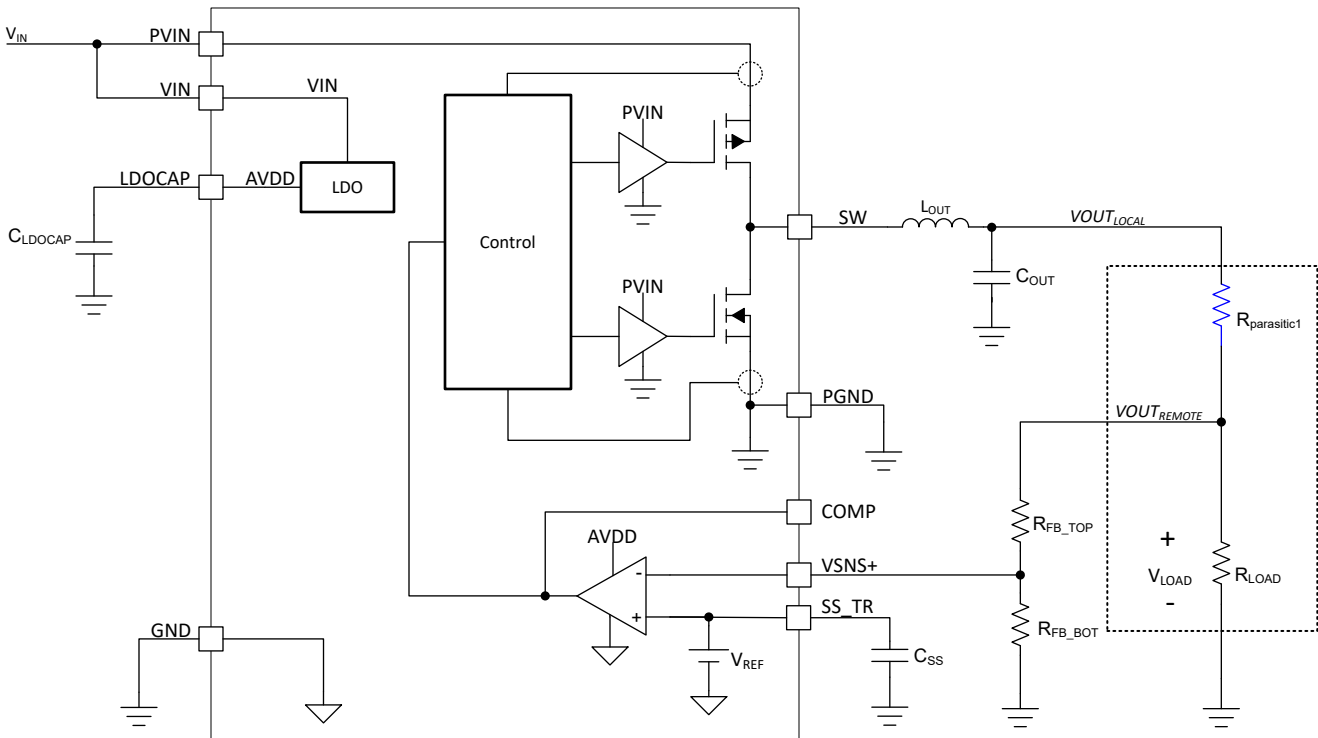 VIN
PVIN
VIN
VIN
LDOCAP
AVDD
LDO
CLDOCAP
PVIN
Control
PVIN
SW
LOUT
VOUTLOCAL
COUT
Rparasitic1
PGND
VOUTREMOTE
COMP
RFB_TOP
AVDD
-
VSNS+
+
VLOAD
-
RLOAD
+
SS_TR
RFB_BOT
GND
VREF
CSS